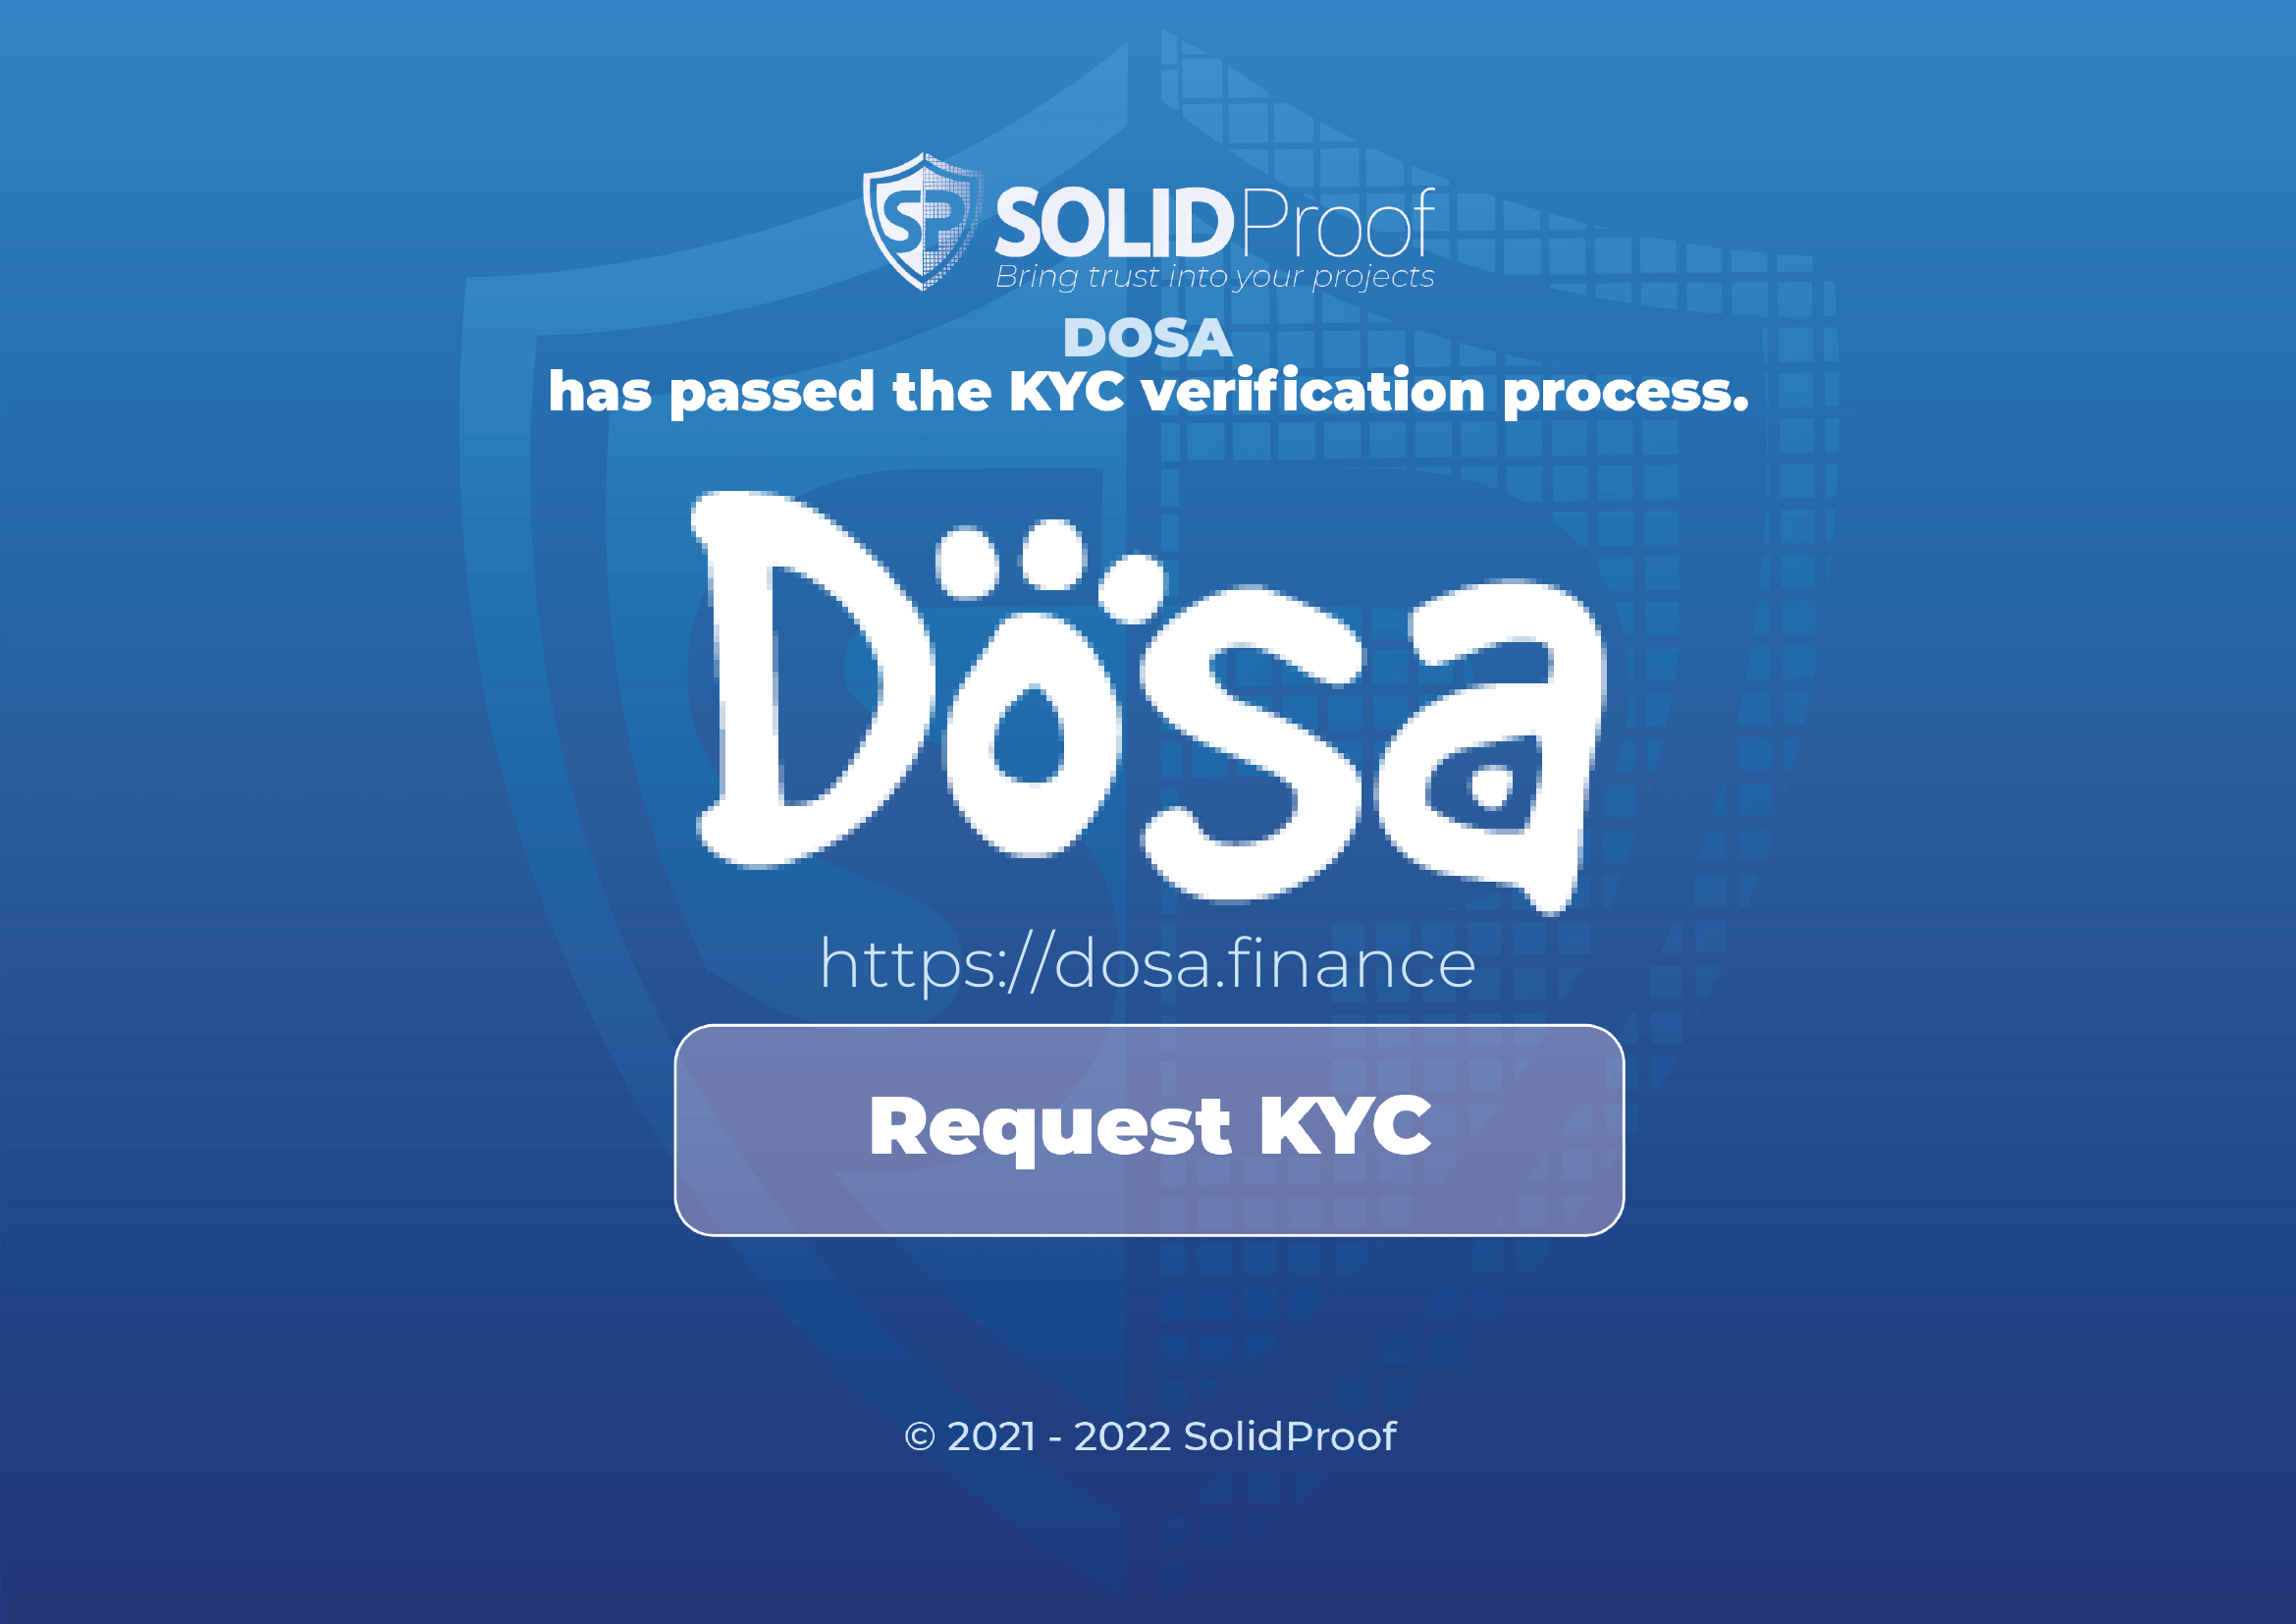 SP SOLIDProof
Bring trust into your projects
DOSA
has passed the KYC verification process.
Dosa
https://dosa.finance
Request KYC
© 2021 - 2022 SolidProof